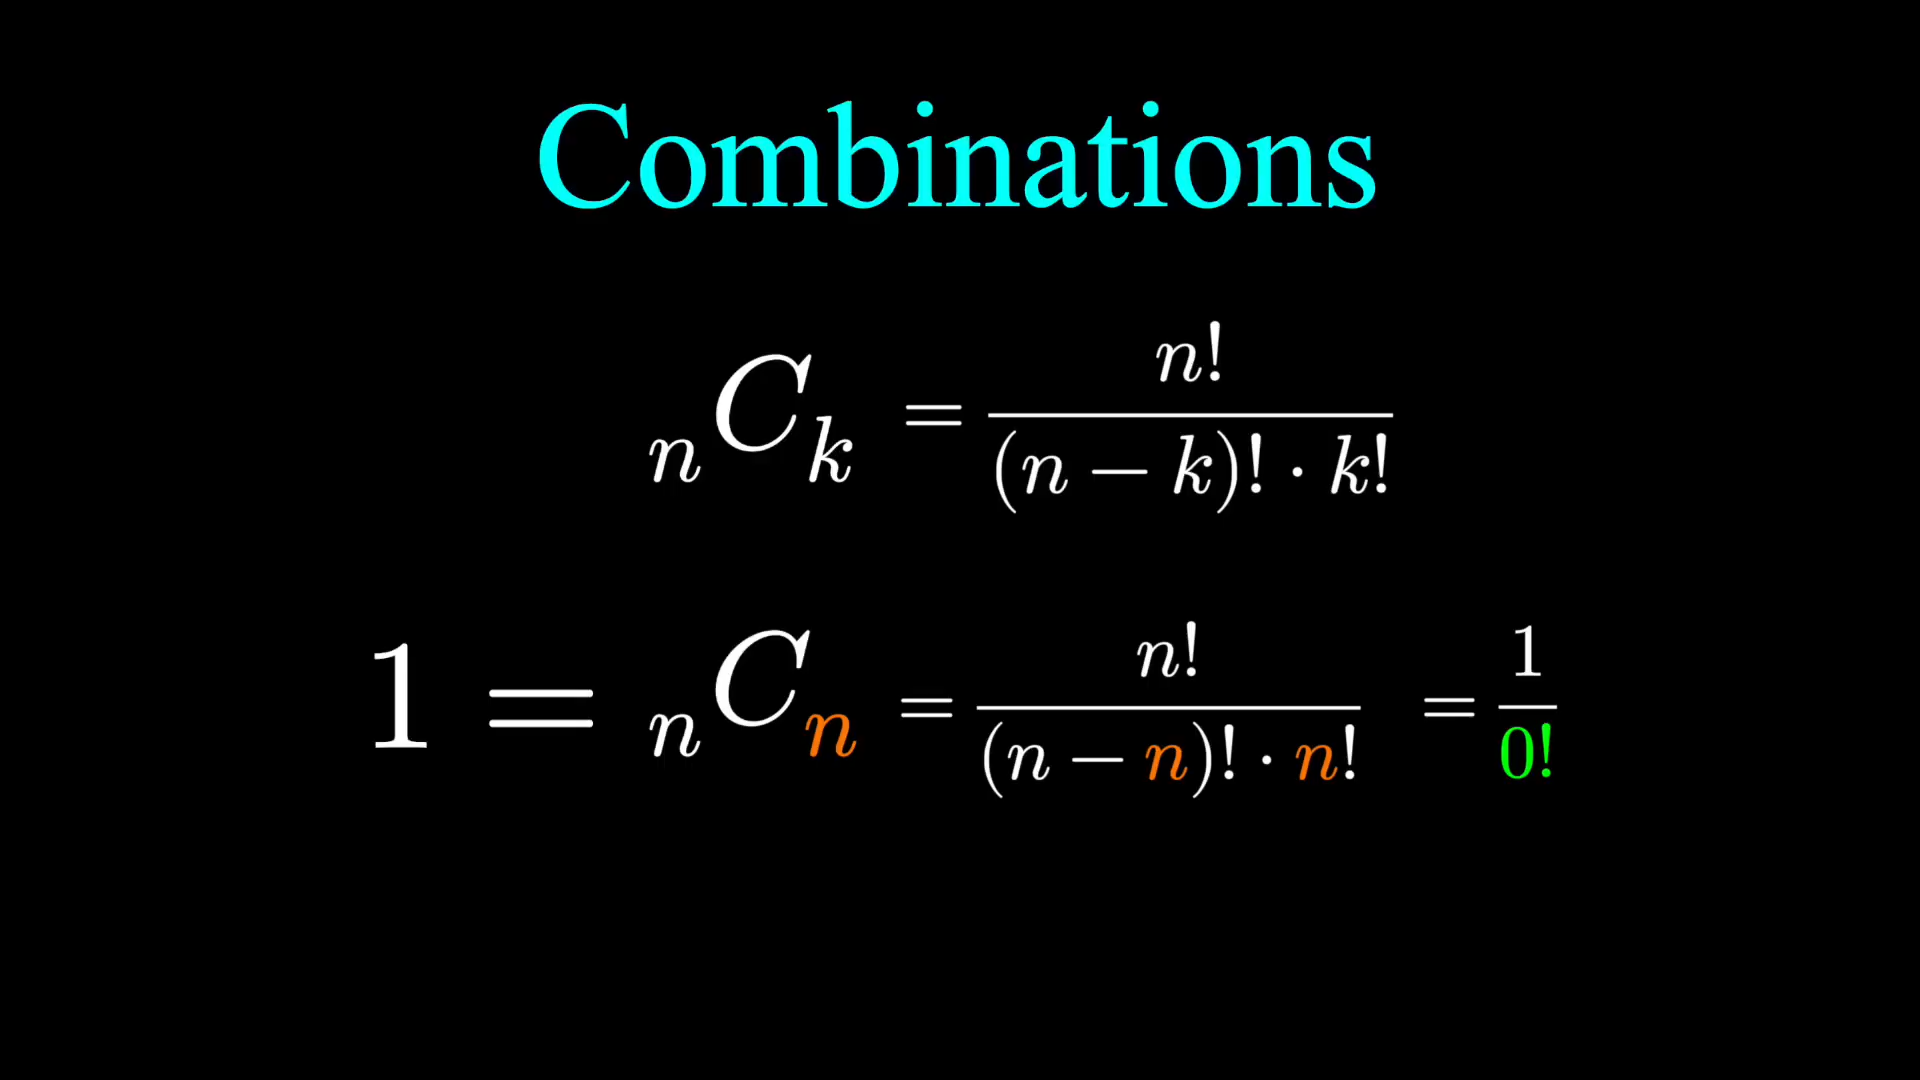 Combinations
ₙCₖ = n! / (n − k)! · k!
1 = ₙCₙ = n! / (n − n)! · n! = 1 / 0!